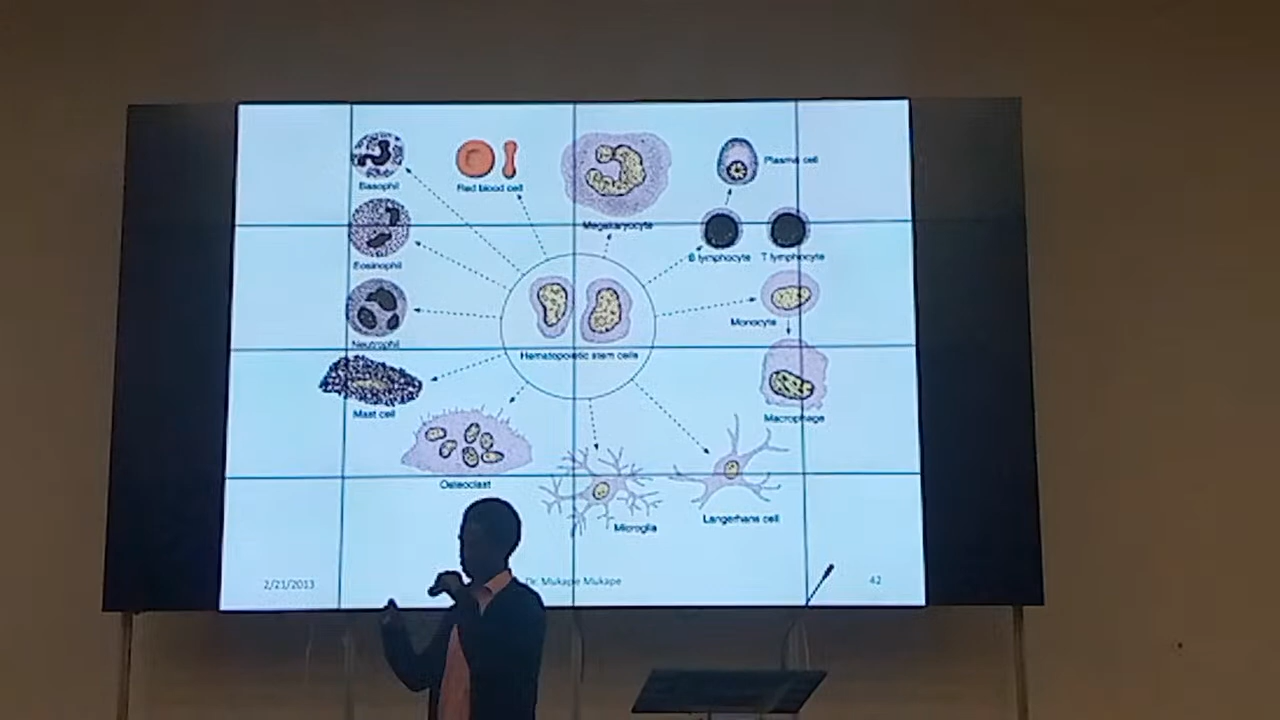 Basophil
Red blood cell
Plasma cell
Eosinophil
Megakaryocyte
B lymphocyte
T lymphocyte
Neutrophil
Monocyte
Hematopoietic stem cells
Mast cell
Macrophage
Osteoclast
Microglia
Langerhans cell
2/21/2013
Dr. Mukape Mukape
42